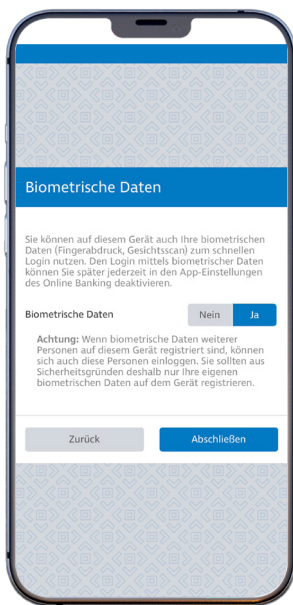 Biometrische Daten
Sie können auf diesem Gerät auch Ihre biometrischen
Daten (Fingerabdruck, Gesichtsscan) zum schnellen
Login nutzen. Den Login mittels biometrischer Daten
können Sie später jederzeit in den App-Einstellungen
des Online Banking deaktivieren.
Biometrische Daten Nein Ja
Achtung: Wenn biometrische Daten weiterer
Personen auf diesem Gerät registriert sind, können
sich auch diese Personen einloggen. Sie sollten aus
Sicherheitsgründen deshalb nur Ihre eigenen
biometrischen Daten auf dem Gerät registrieren.
Zurück Abschließen